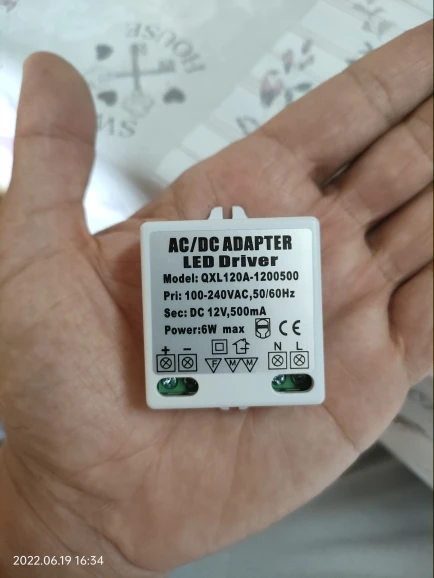 HOUSE
AC/DC ADAPTER
LED Driver
Model: QXL120A-1200500
Pri: 100-240VAC,50/60Hz
Sec: DC 12V,500mA
Power:6W max CE
+ - N L
F M M
2022.06.19 16:34